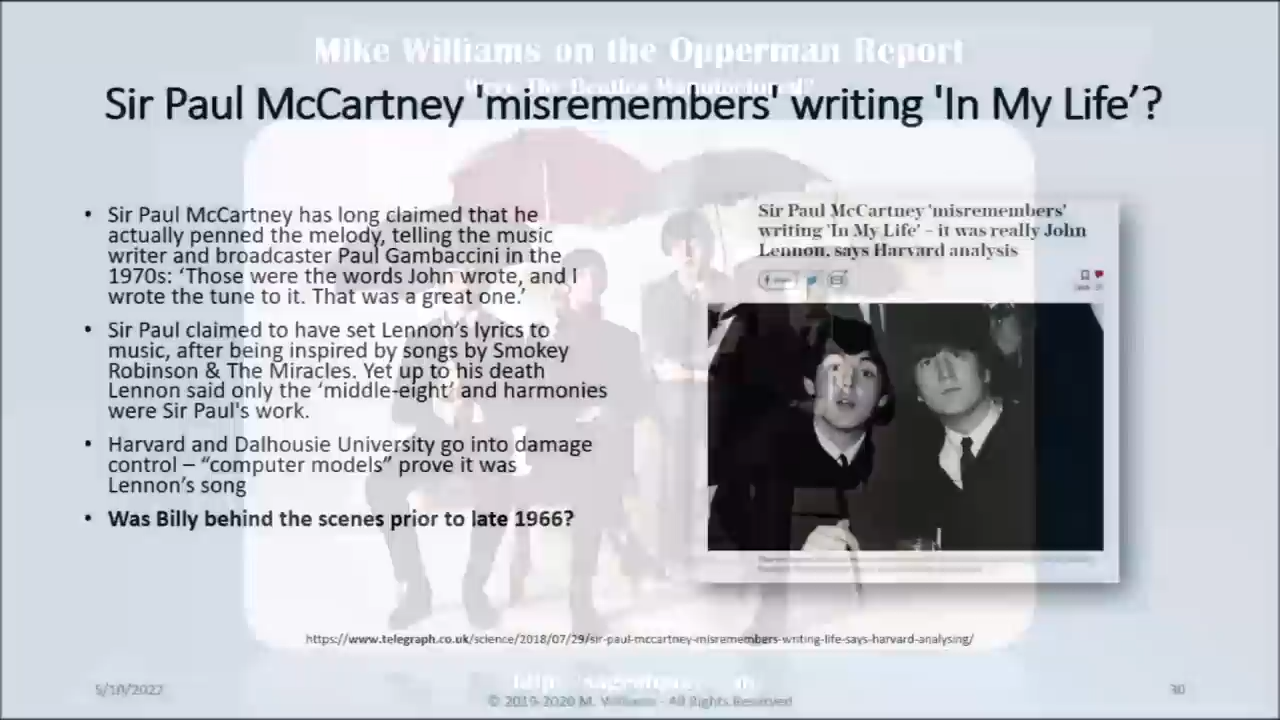 Mike Williams on the Opperman Report
Were The Beatles Manufactured?
Sir Paul McCartney 'misremembers' writing 'In My Life’?
• Sir Paul McCartney has long claimed that he
actually penned the melody, telling the music
writer and broadcaster Paul Gambaccini in the
1970s: ‘Those were the words John wrote, and I
wrote the tune to it. That was a great one.’
• Sir Paul claimed to have set Lennon’s lyrics to
music, after being inspired by songs by Smokey
Robinson & The Miracles. Yet up to his death
Lennon said only the ‘middle-eight’ and harmonies
were Sir Paul's work.
• Harvard and Dalhousie University go into damage
control – “computer models” prove it was
Lennon’s song
• Was Billy behind the scenes prior to late 1966?
Sir Paul McCartney 'misremembers'
writing 'In My Life' – it was really John
Lennon, says Harvard analysis
https://www.telegraph.co.uk/science/2018/07/29/sir-paul-mccartney-misremembers-writing-life-says-harvard-analysing/
5/10/2022
© 2019-2020 M. Williams - All Rights Reserved
30